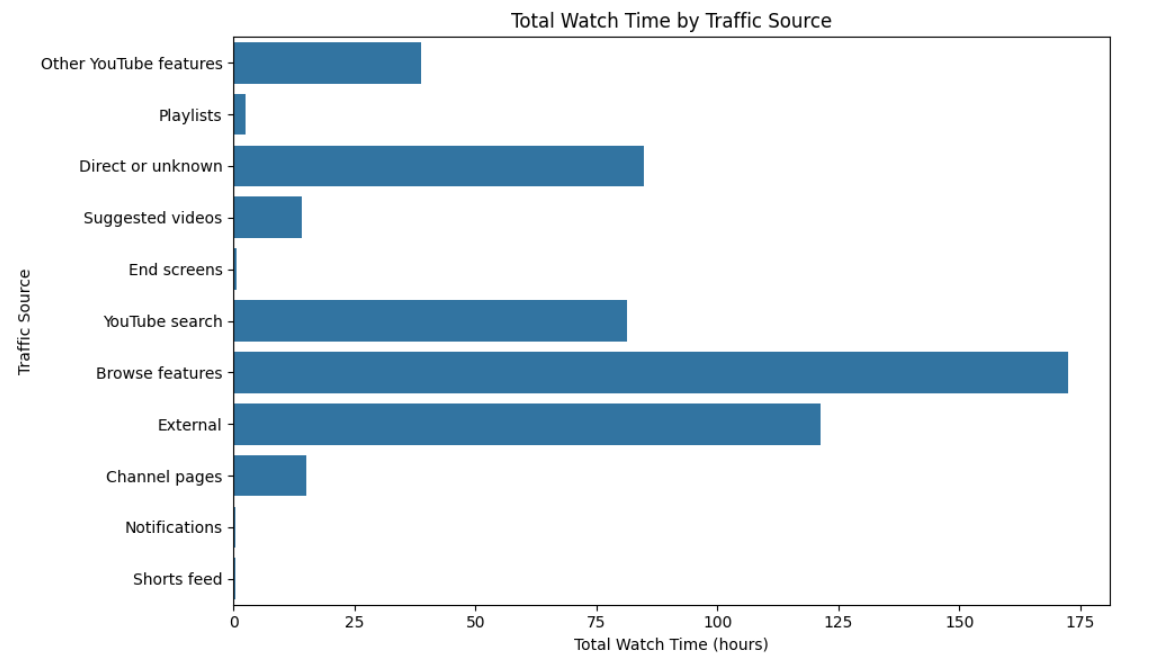 Total Watch Time by Traffic Source
Other YouTube features
Playlists
Direct or unknown
Suggested videos
End screens
YouTube search
Browse features
External
Channel pages
Notifications
Shorts feed
Traffic Source
0 25 50 75 100 125 150 175
Total Watch Time (hours)